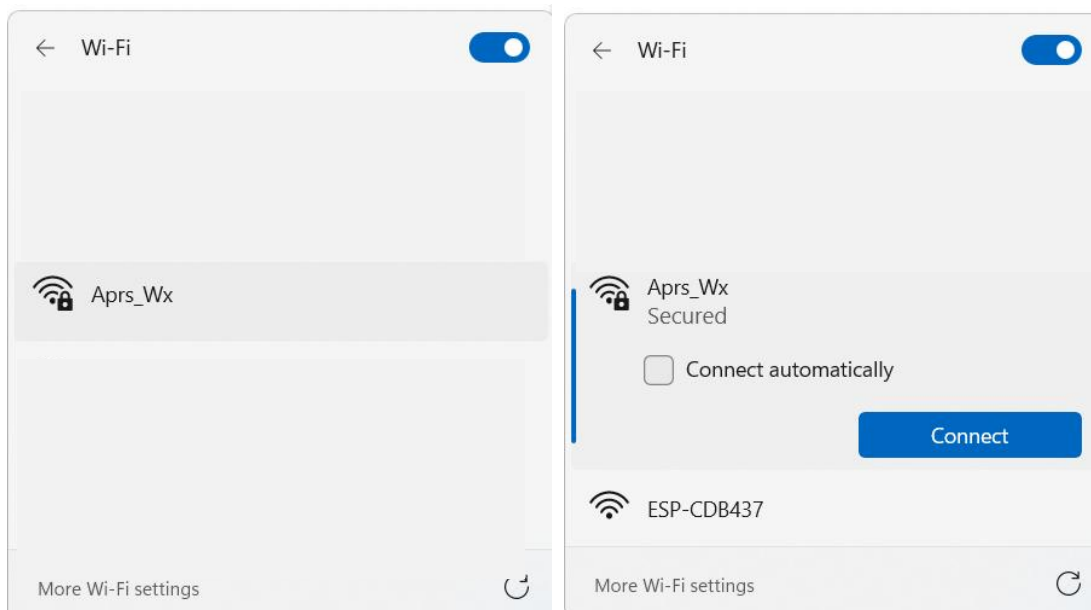 Wi-Fi
Aprs_Wx
More Wi-Fi settings
Wi-Fi
Aprs_Wx
Secured
Connect automatically
Connect
ESP-CDB437
More Wi-Fi settings